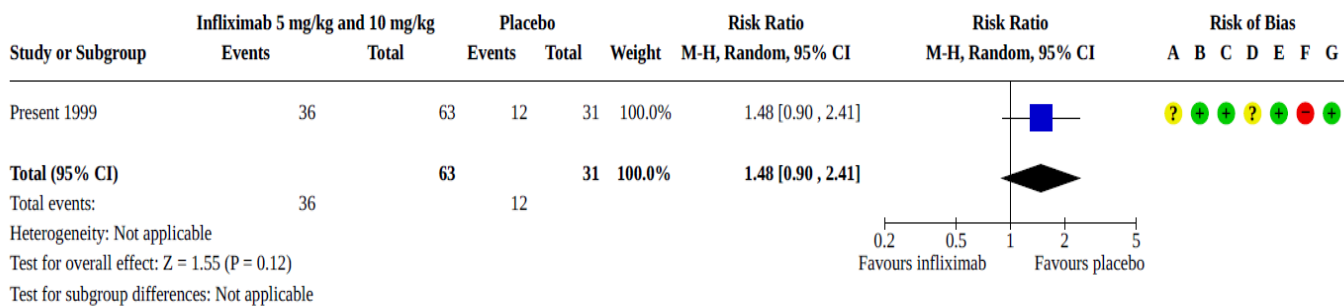 Infliximab 5 mg/kg and 10 mg/kg Placebo Risk Ratio Risk Ratio Risk of Bias
Study or Subgroup Events Total Events Total Weight M-H, Random, 95% CI M-H, Random, 95% CI A B C D E F G
Present 1999 36 63 12 31 100.0% 1.48 [0.90 , 2.41] ? + + ? + − +
Total (95% CI) 63 31 100.0% 1.48 [0.90 , 2.41]
Total events: 36 12
Heterogeneity: Not applicable 0.2 0.5 1 2 5
Test for overall effect: Z = 1.55 (P = 0.12) Favours infliximab Favours placebo
Test for subgroup differences: Not applicable